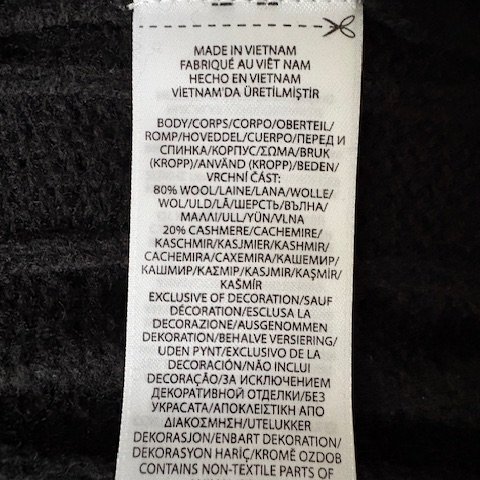 MADE IN VIETNAM
FABRIQUÉ AU VIÊT NAM
HECHO EN VIETNAM
VIETNAM'DA ÜRETİLMİŞTİR
BODY/CORPS/CORPO/OBERTEIL/
ROMP/HOVEDDEL/CUERPO/ПЕРЕД И
СПИНКА/КОРПУС/ΣΩΜΑ/BRUK
(KROPP)/ANVÄND (KROPP)/BEDEN/
VRCHNÍ ČÁST:
80% WOOL/LAINE/LANA/WOLLE/
WOL/ULD/LÃ/ШЕРСТЬ/ВЪЛНА/
ΜΑΛΛΙ/ULL/YÜN/VLNA
20% CASHMERE/CACHEMIRE/
KASCHMIR/KASJMIER/KASHMIR/
CACHEMIRA/CAXEMIRA/КАШЕМИР/
КАШМИР/ΚΑΣΜΙΡ/KASJMIR/KAŞMİR/
KAŠMÍR
EXCLUSIVE OF DECORATION/SAUF
DÉCORATION/ESCLUSA LA
DECORAZIONE/AUSGENOMMEN
DEKORATION/BEHALVE VERSIERING/
UDEN PYNT/EXCLUSIVO DE LA
DECORACIÓN/NÃO INCLUI
DECORAÇÃO/ЗА ИСКЛЮЧЕНИЕМ
ДЕКОРАТИВНОЙ ОТДЕЛКИ/БЕЗ
УКРАСАТА/ΑΠΟΚΛΕΙΣΤΙΚΗ ΑΠΟ
ΔΙΑΚΟΣΜΗΣΗ/UTELUKKER
DEKORASJON/ENBART DEKORATION/
DEKORASYON HARİÇ/KROMĚ OZDOB
CONTAINS NON-TEXTILE PARTS OF